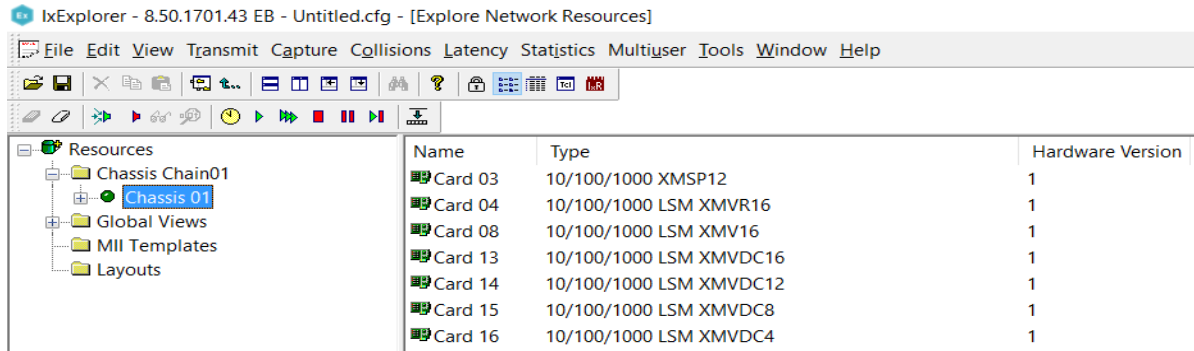 IxExplorer - 8.50.1701.43 EB - Untitled.cfg - [Explore Network Resources]
File Edit View Transmit Capture Collisions Latency Statistics Multiuser Tools Window Help
Resources
Chassis Chain01
Chassis 01
Global Views
MII Templates
Layouts
Name Type Hardware Version
Card 03 10/100/1000 XMSP12 1
Card 04 10/100/1000 LSM XMVR16 1
Card 08 10/100/1000 LSM XMV16 1
Card 13 10/100/1000 LSM XMVDC16 1
Card 14 10/100/1000 LSM XMVDC12 1
Card 15 10/100/1000 LSM XMVDC8 1
Card 16 10/100/1000 LSM XMVDC4 1